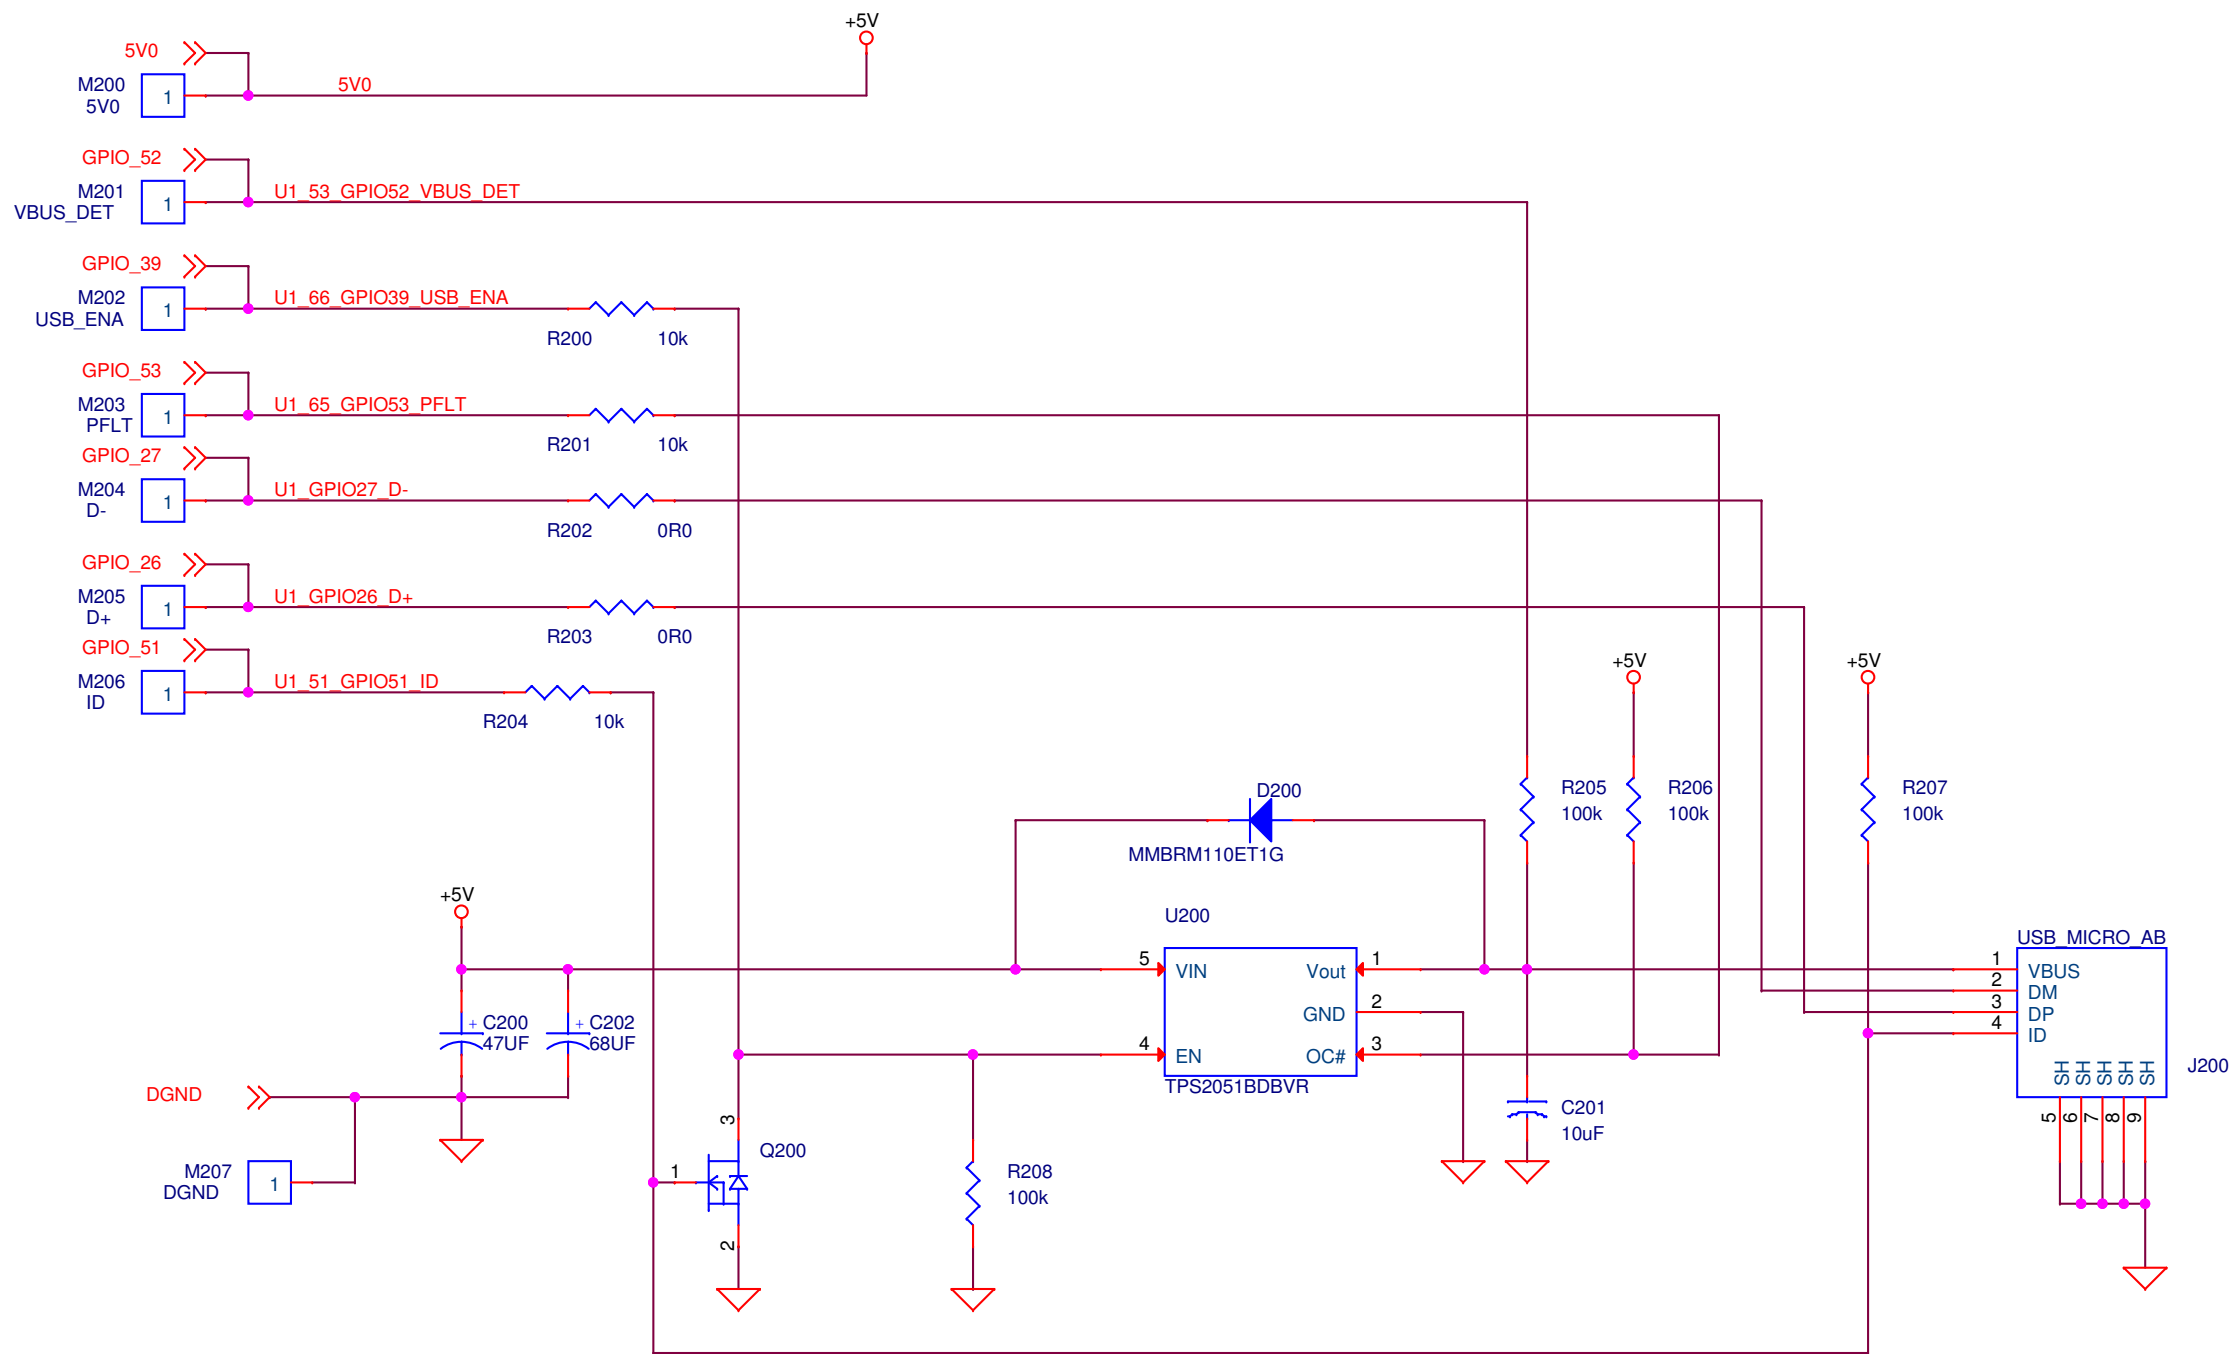 +5V
5V0
M200
5V0
1
5V0
GPIO_52
M201
VBUS_DET
1
U1_53_GPIO52_VBUS_DET
GPIO_39
M202
USB_ENA
1
U1_66_GPIO39_USB_ENA
R200
10k
GPIO_53
M203
PFLT
1
U1_65_GPIO53_PFLT
R201
10k
GPIO_27
M204
D-
1
U1_GPIO27_D-
R202
0R0
GPIO_26
M205
D+
1
U1_GPIO26_D+
R203
0R0
GPIO_51
M206
ID
1
U1_51_GPIO51_ID
R204
10k
+5V
+5V
D200
MMBRM110ET1G
R205
100k
R206
100k
R207
100k
+5V
+ C200
47UF
+ C202
68UF
U200
5
VIN
4
EN
Vout
1
GND
2
OC#
3
TPS2051BDBVR
USB_MICRO_AB
1
VBUS
2
DM
3
DP
4
ID
SH
SH
SH
SH
SH
5
6
7
8
9
J200
DGND
M207
DGND
1
3
1
2
Q200
R208
100k
C201
10uF